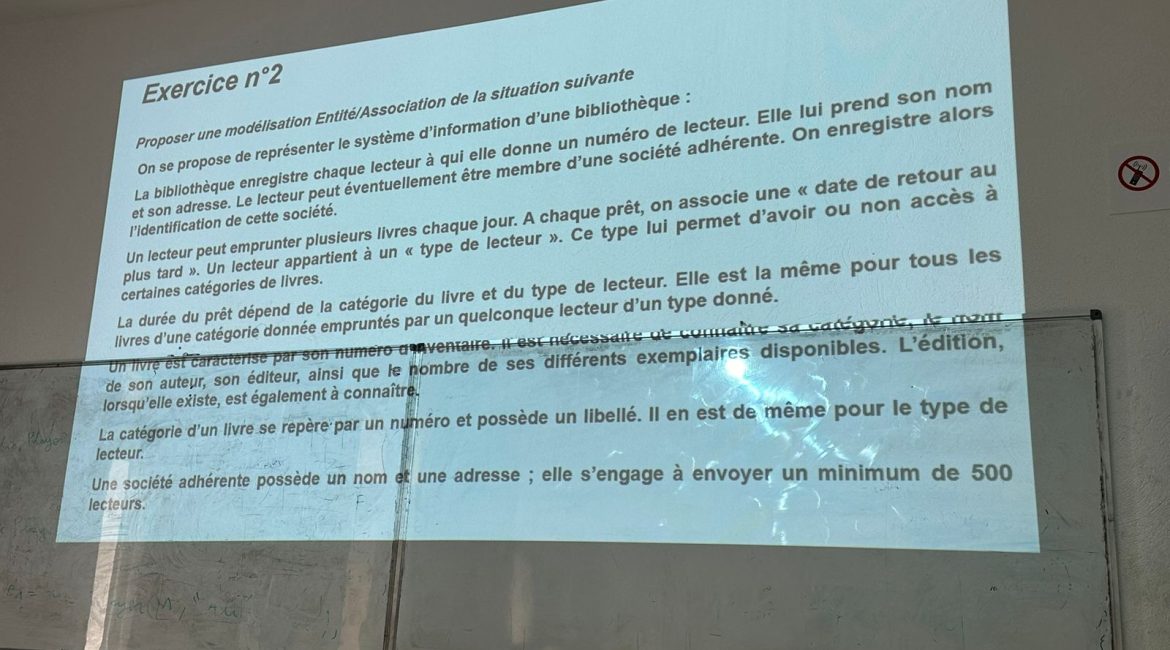 Exercice n°2
Proposer une modélisation Entité/Association de la situation suivante
On se propose de représenter le système d'information d'une bibliothèque :
La bibliothèque enregistre chaque lecteur à qui elle donne un numéro de lecteur. Elle lui prend son nom
et son adresse. Le lecteur peut éventuellement être membre d'une société adhérente. On enregistre alors
l'identification de cette société.
Un lecteur peut emprunter plusieurs livres chaque jour. A chaque prêt, on associe une « date de retour au
plus tard ». Un lecteur appartient à un « type de lecteur ». Ce type lui permet d'avoir ou non accès à
certaines catégories de livres.
La durée du prêt dépend de la catégorie du livre et du type de lecteur. Elle est la même pour tous les
livres d'une catégorie donnée empruntés par un quelconque lecteur d'un type donné.
Un livre est caractérisé par son numéro d'inventaire. Il est nécessaire de connaître sa catégorie, le nom
de son auteur, son éditeur, ainsi que le nombre de ses différents exemplaires disponibles. L'édition,
lorsqu'elle existe, est également à connaître.
La catégorie d'un livre se repère par un numéro et possède un libellé. Il en est de même pour le type de
lecteur.
Une société adhérente possède un nom et une adresse ; elle s'engage à envoyer un minimum de 500
lecteurs.